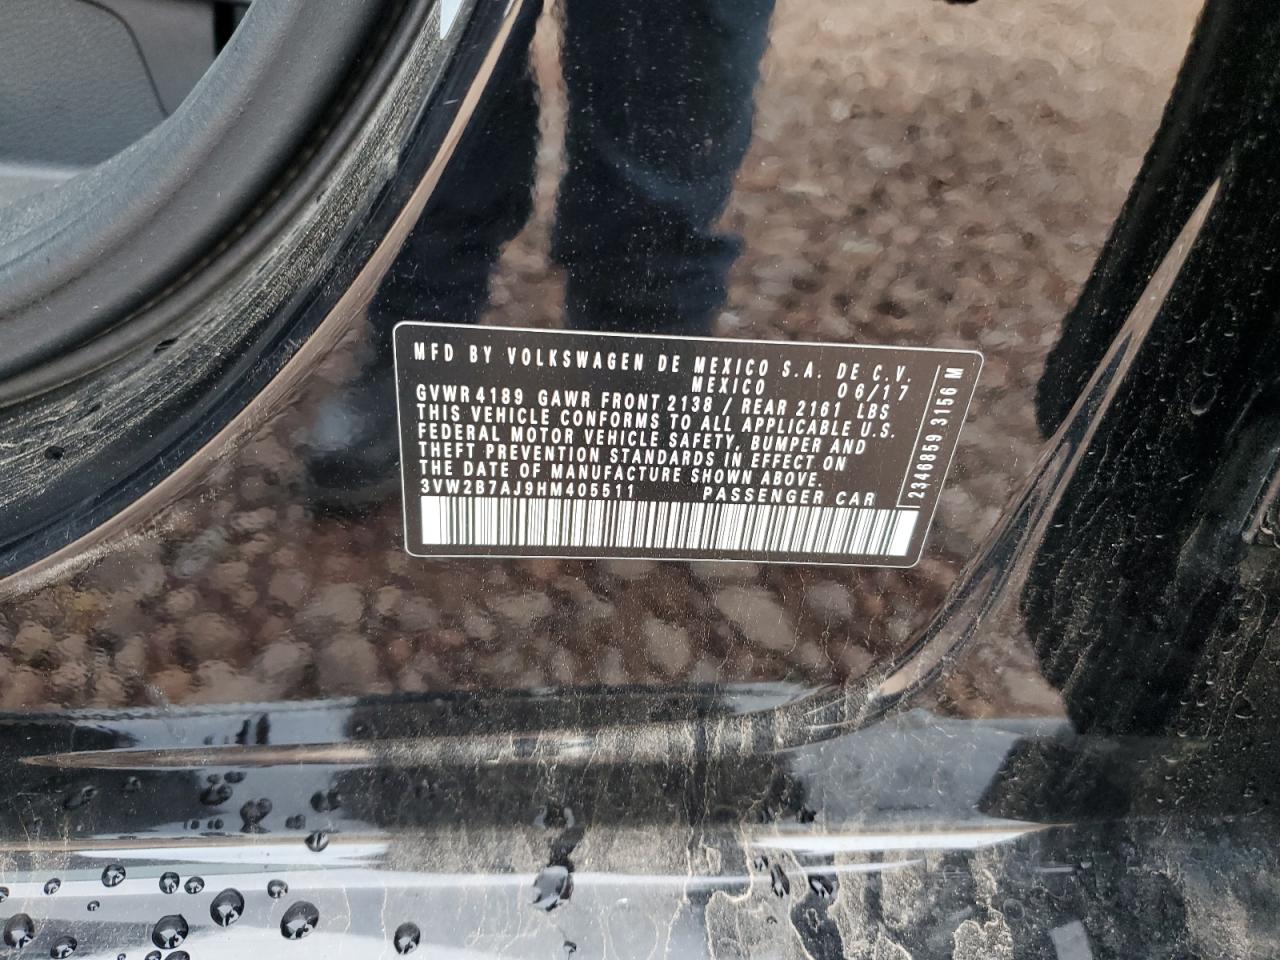 MFD BY VOLKSWAGEN DE MEXICO S.A. DE C.V.
MEXICO 06/17
GVWR 4189 GAWR FRONT 2138 / REAR 2161 LBS
THIS VEHICLE CONFORMS TO ALL APPLICABLE U.S.
FEDERAL MOTOR VEHICLE SAFETY, BUMPER AND
THEFT PREVENTION STANDARDS IN EFFECT ON
THE DATE OF MANUFACTURE SHOWN ABOVE.
3VW2B7AJ9HM405511 PASSENGER CAR
2346859 3156 M